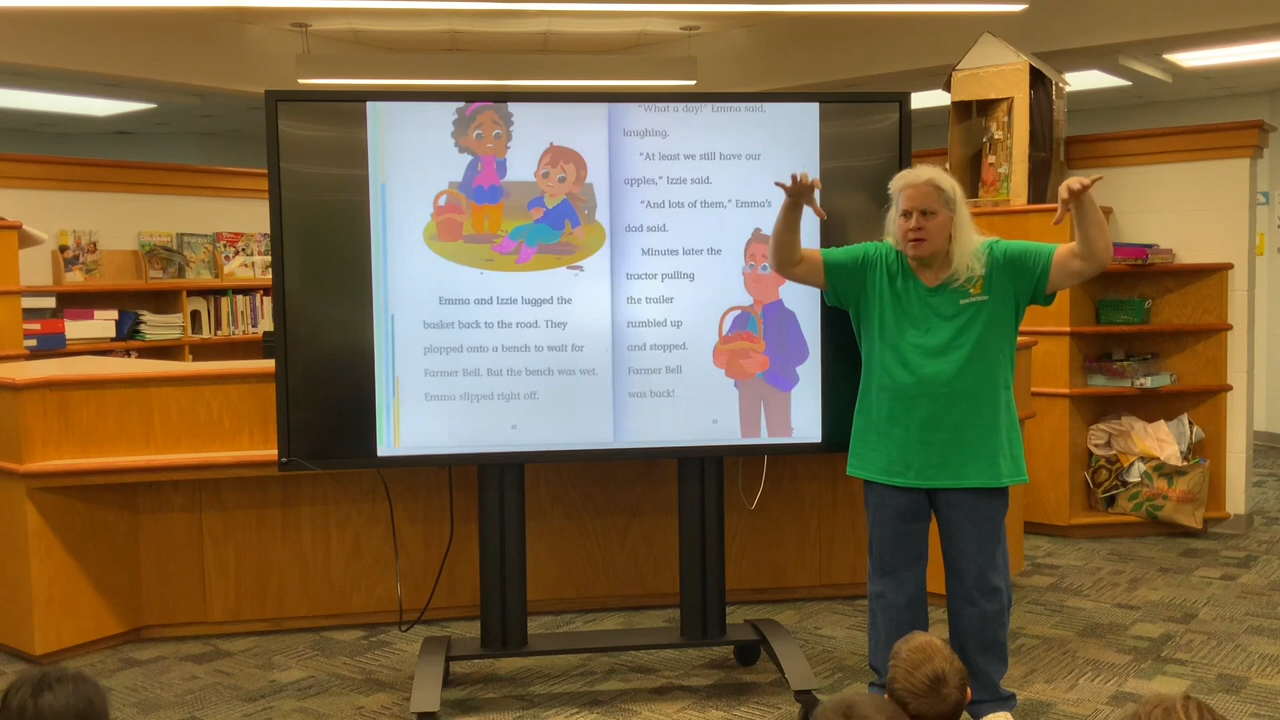 Emma and Izzie lugged the
basket back to the road. They
plopped onto a bench to wait for
Farmer Bell. But the bench was wet.
Emma slipped right off.
"What a day!" Emma said,
laughing.
"At least we still have our
apples," Izzie said.
"And lots of them," Emma's
dad said.
Minutes later the
tractor pulling
the trailer
rumbled up
and stopped.
Farmer Bell
was back!